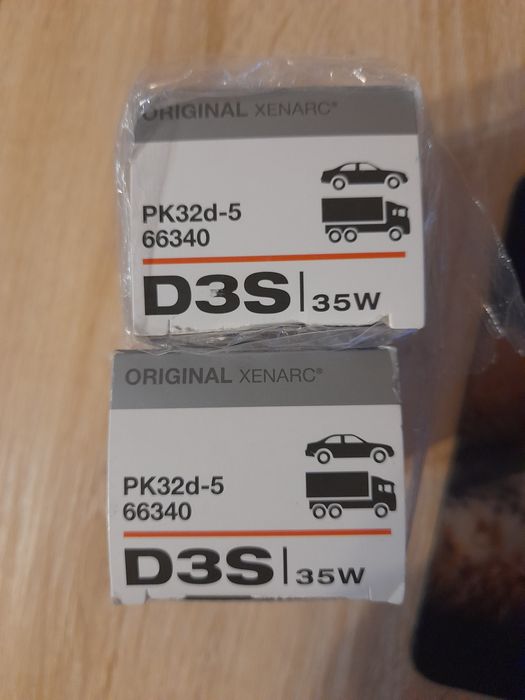 ORIGINAL XENARC®
PK32d-5
66340
D3S 35W
ORIGINAL XENARC®
PK32d-5
66340
D3S 35W